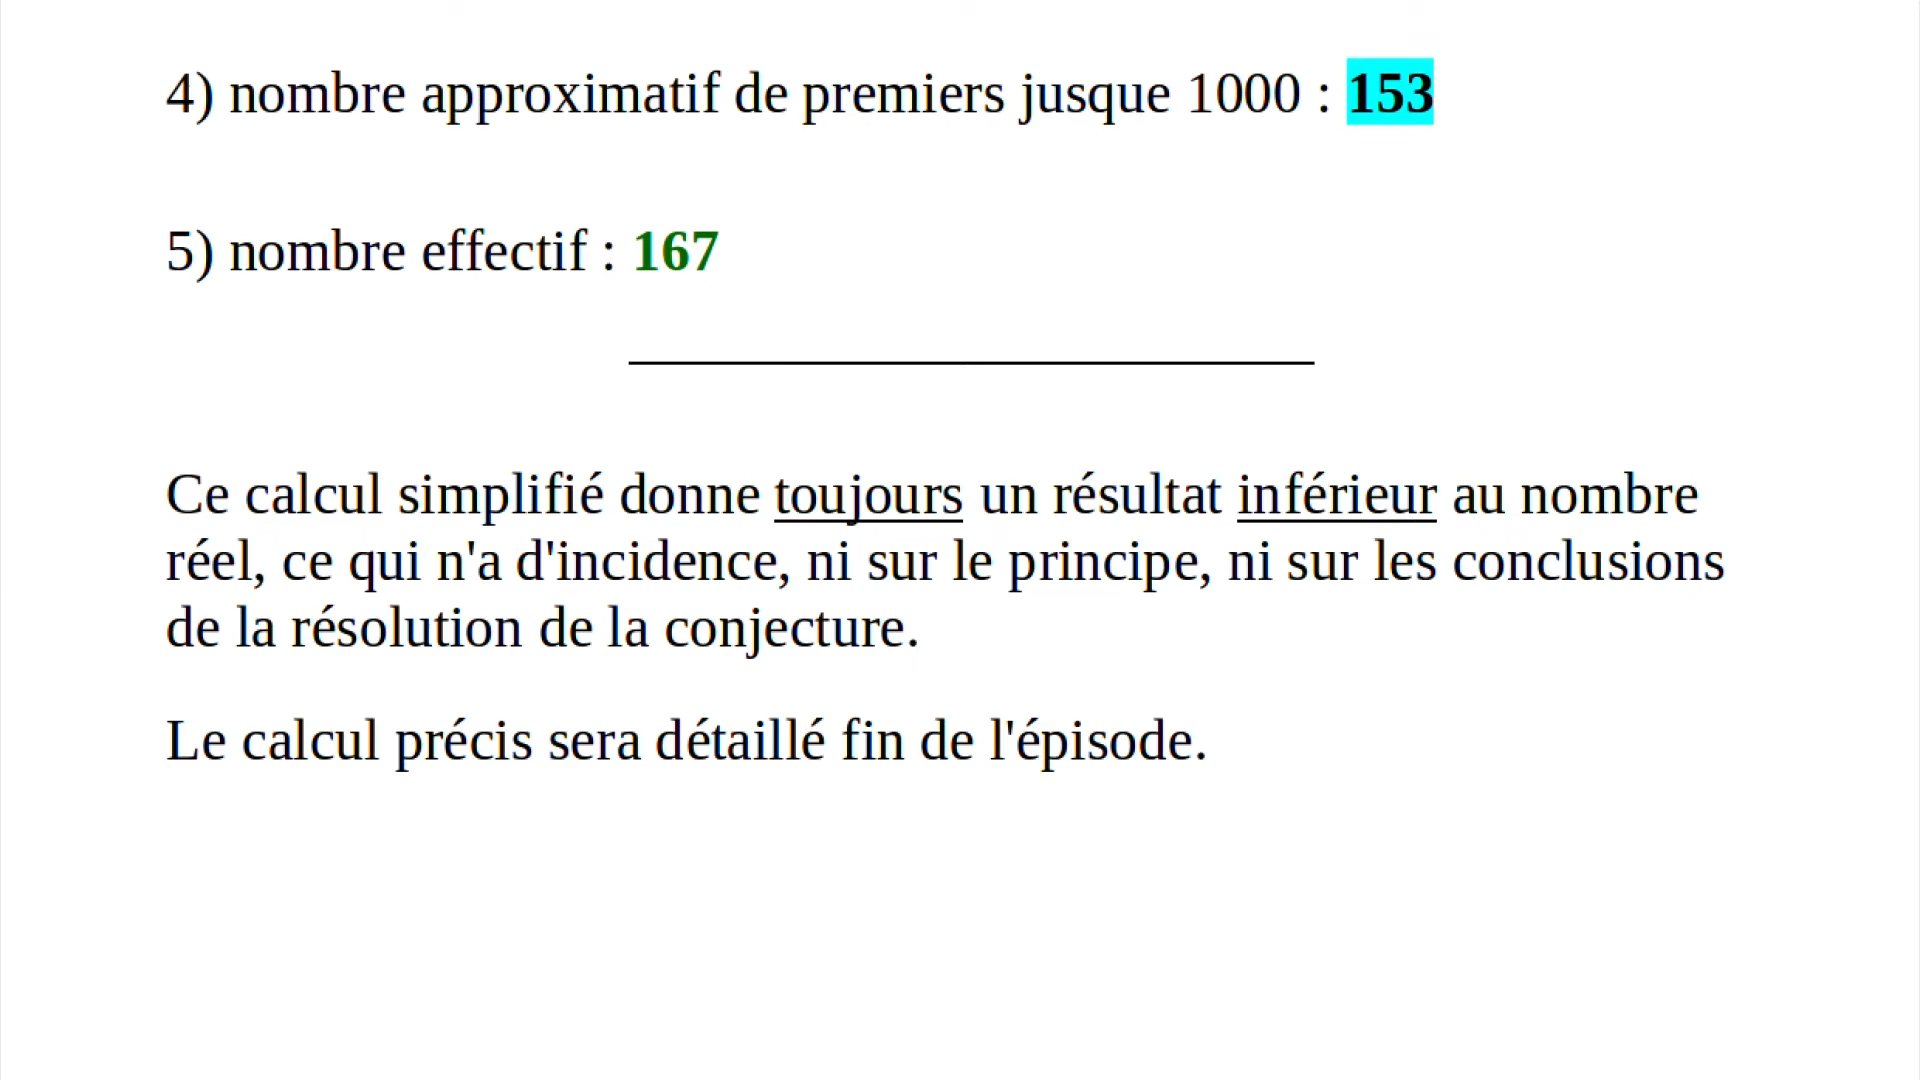 4) nombre approximatif de premiers jusque 1000 : 153
5) nombre effectif : 167
Ce calcul simplifié donne toujours un résultat inférieur au nombre
réel, ce qui n'a d'incidence, ni sur le principe, ni sur les conclusions
de la résolution de la conjecture.
Le calcul précis sera détaillé fin de l'épisode.